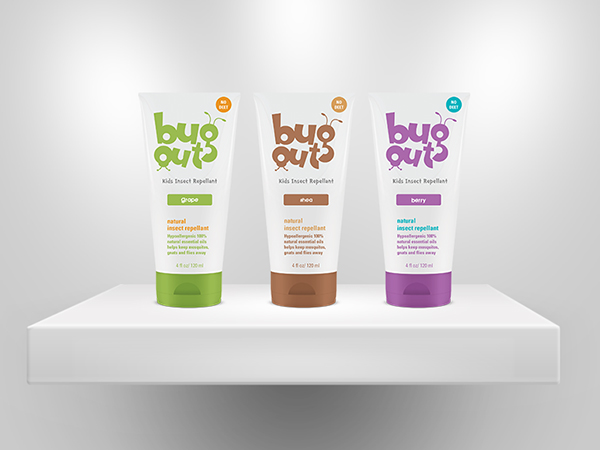 NO
DEET
bug
out
Kids Insect Repellant
grape
natural
insect repellant
Hypoallergenic 100%
natural essential oils
helps keep mosquitos,
gnats and flies away
4 fl oz/ 120 ml
NO
DEET
bug
out
Kids Insect Repellant
shea
natural
insect repellant
Hypoallergenic 100%
natural essential oils
helps keep mosquitos,
gnats and flies away
4 fl oz/ 120 ml
NO
DEET
bug
out
Kids Insect Repellant
berry
natural
insect repellant
Hypoallergenic 100%
natural essential oils
helps keep mosquitos,
gnats and flies away
4 fl oz/ 120 ml